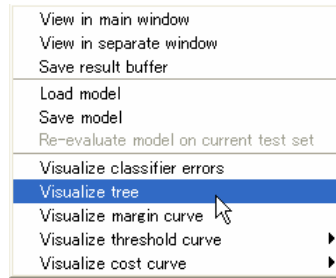 View in main window
View in separate window
Save result buffer
Load model
Save model
Re-evaluate model on current test set
Visualize classifier errors
Visualize tree
Visualize margin curve
Visualize threshold curve
Visualize cost curve